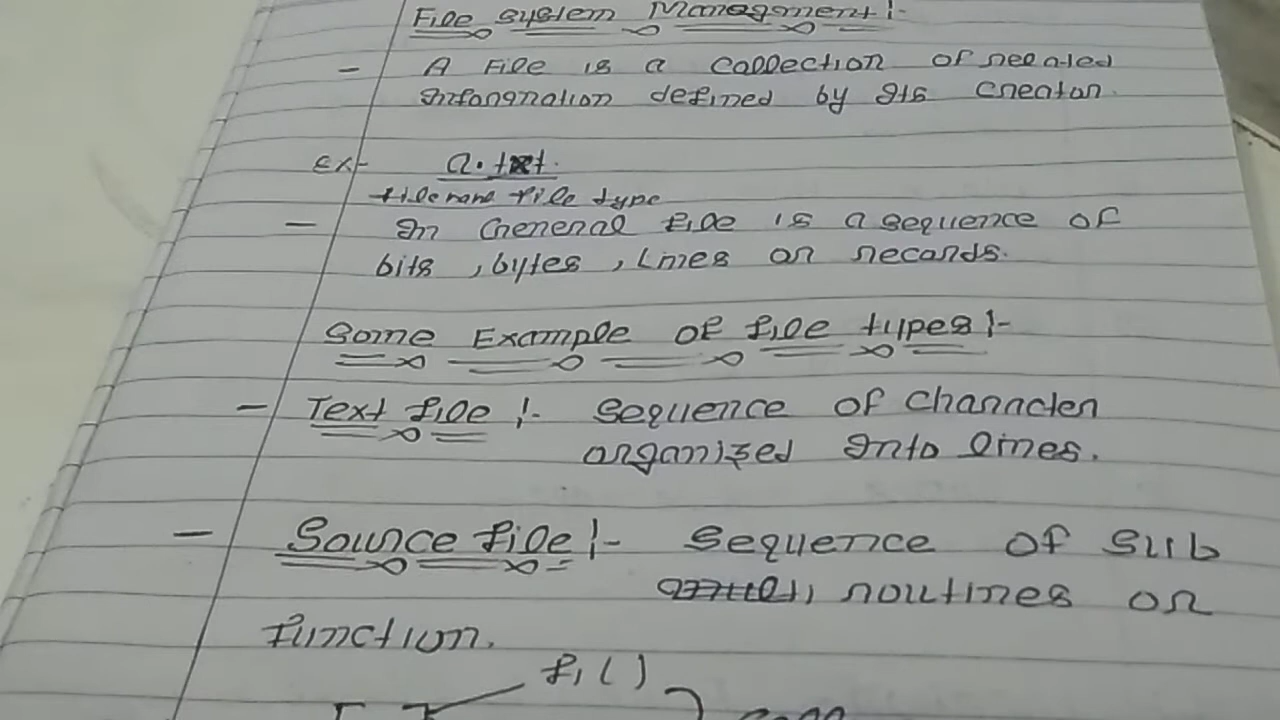 File System Management:-
- A File is a collection of related
information defined by its creator.
Ex:- a.txt.
filename file type
- In General file is a sequence of
bits, bytes, lines or records.
Some Example of file types:-
- Text file :- Sequence of character
organized into lines.
- Source file :- Sequence of sub
routines or
function.
f1()
call